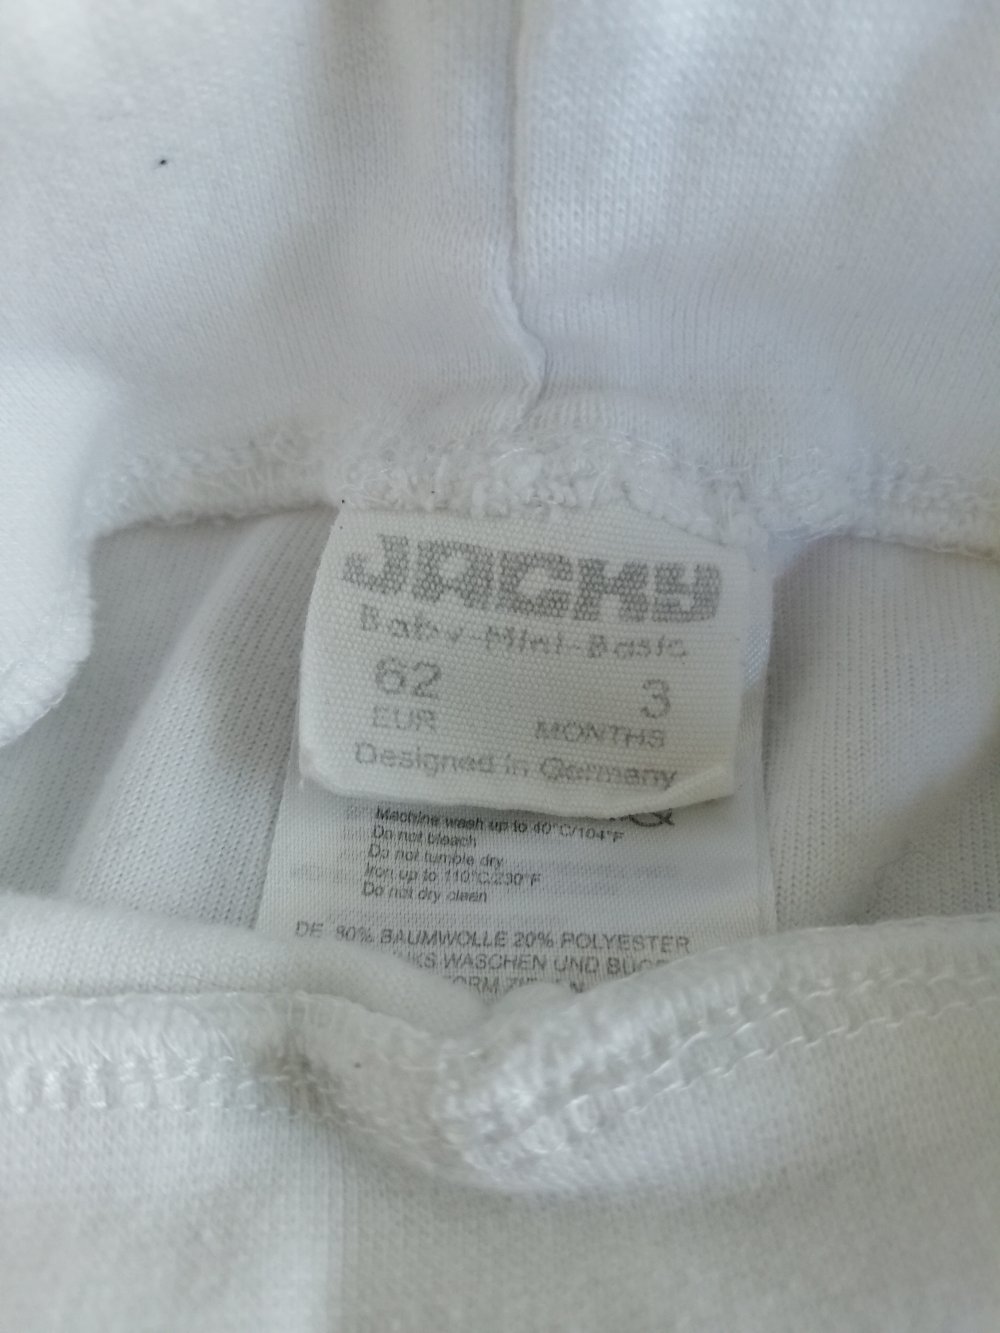 JACKY
Baby-Mini-Basic
62 3
EUR MONTHS
Designed in Germany
Machine wash up to 40°C/104°F
Do not bleach
Do not tumble dry
Iron up to 110°C/230°F
Do not dry clean
DE 80% BAUMWOLLE 20% POLYESTER
WASCHEN UND